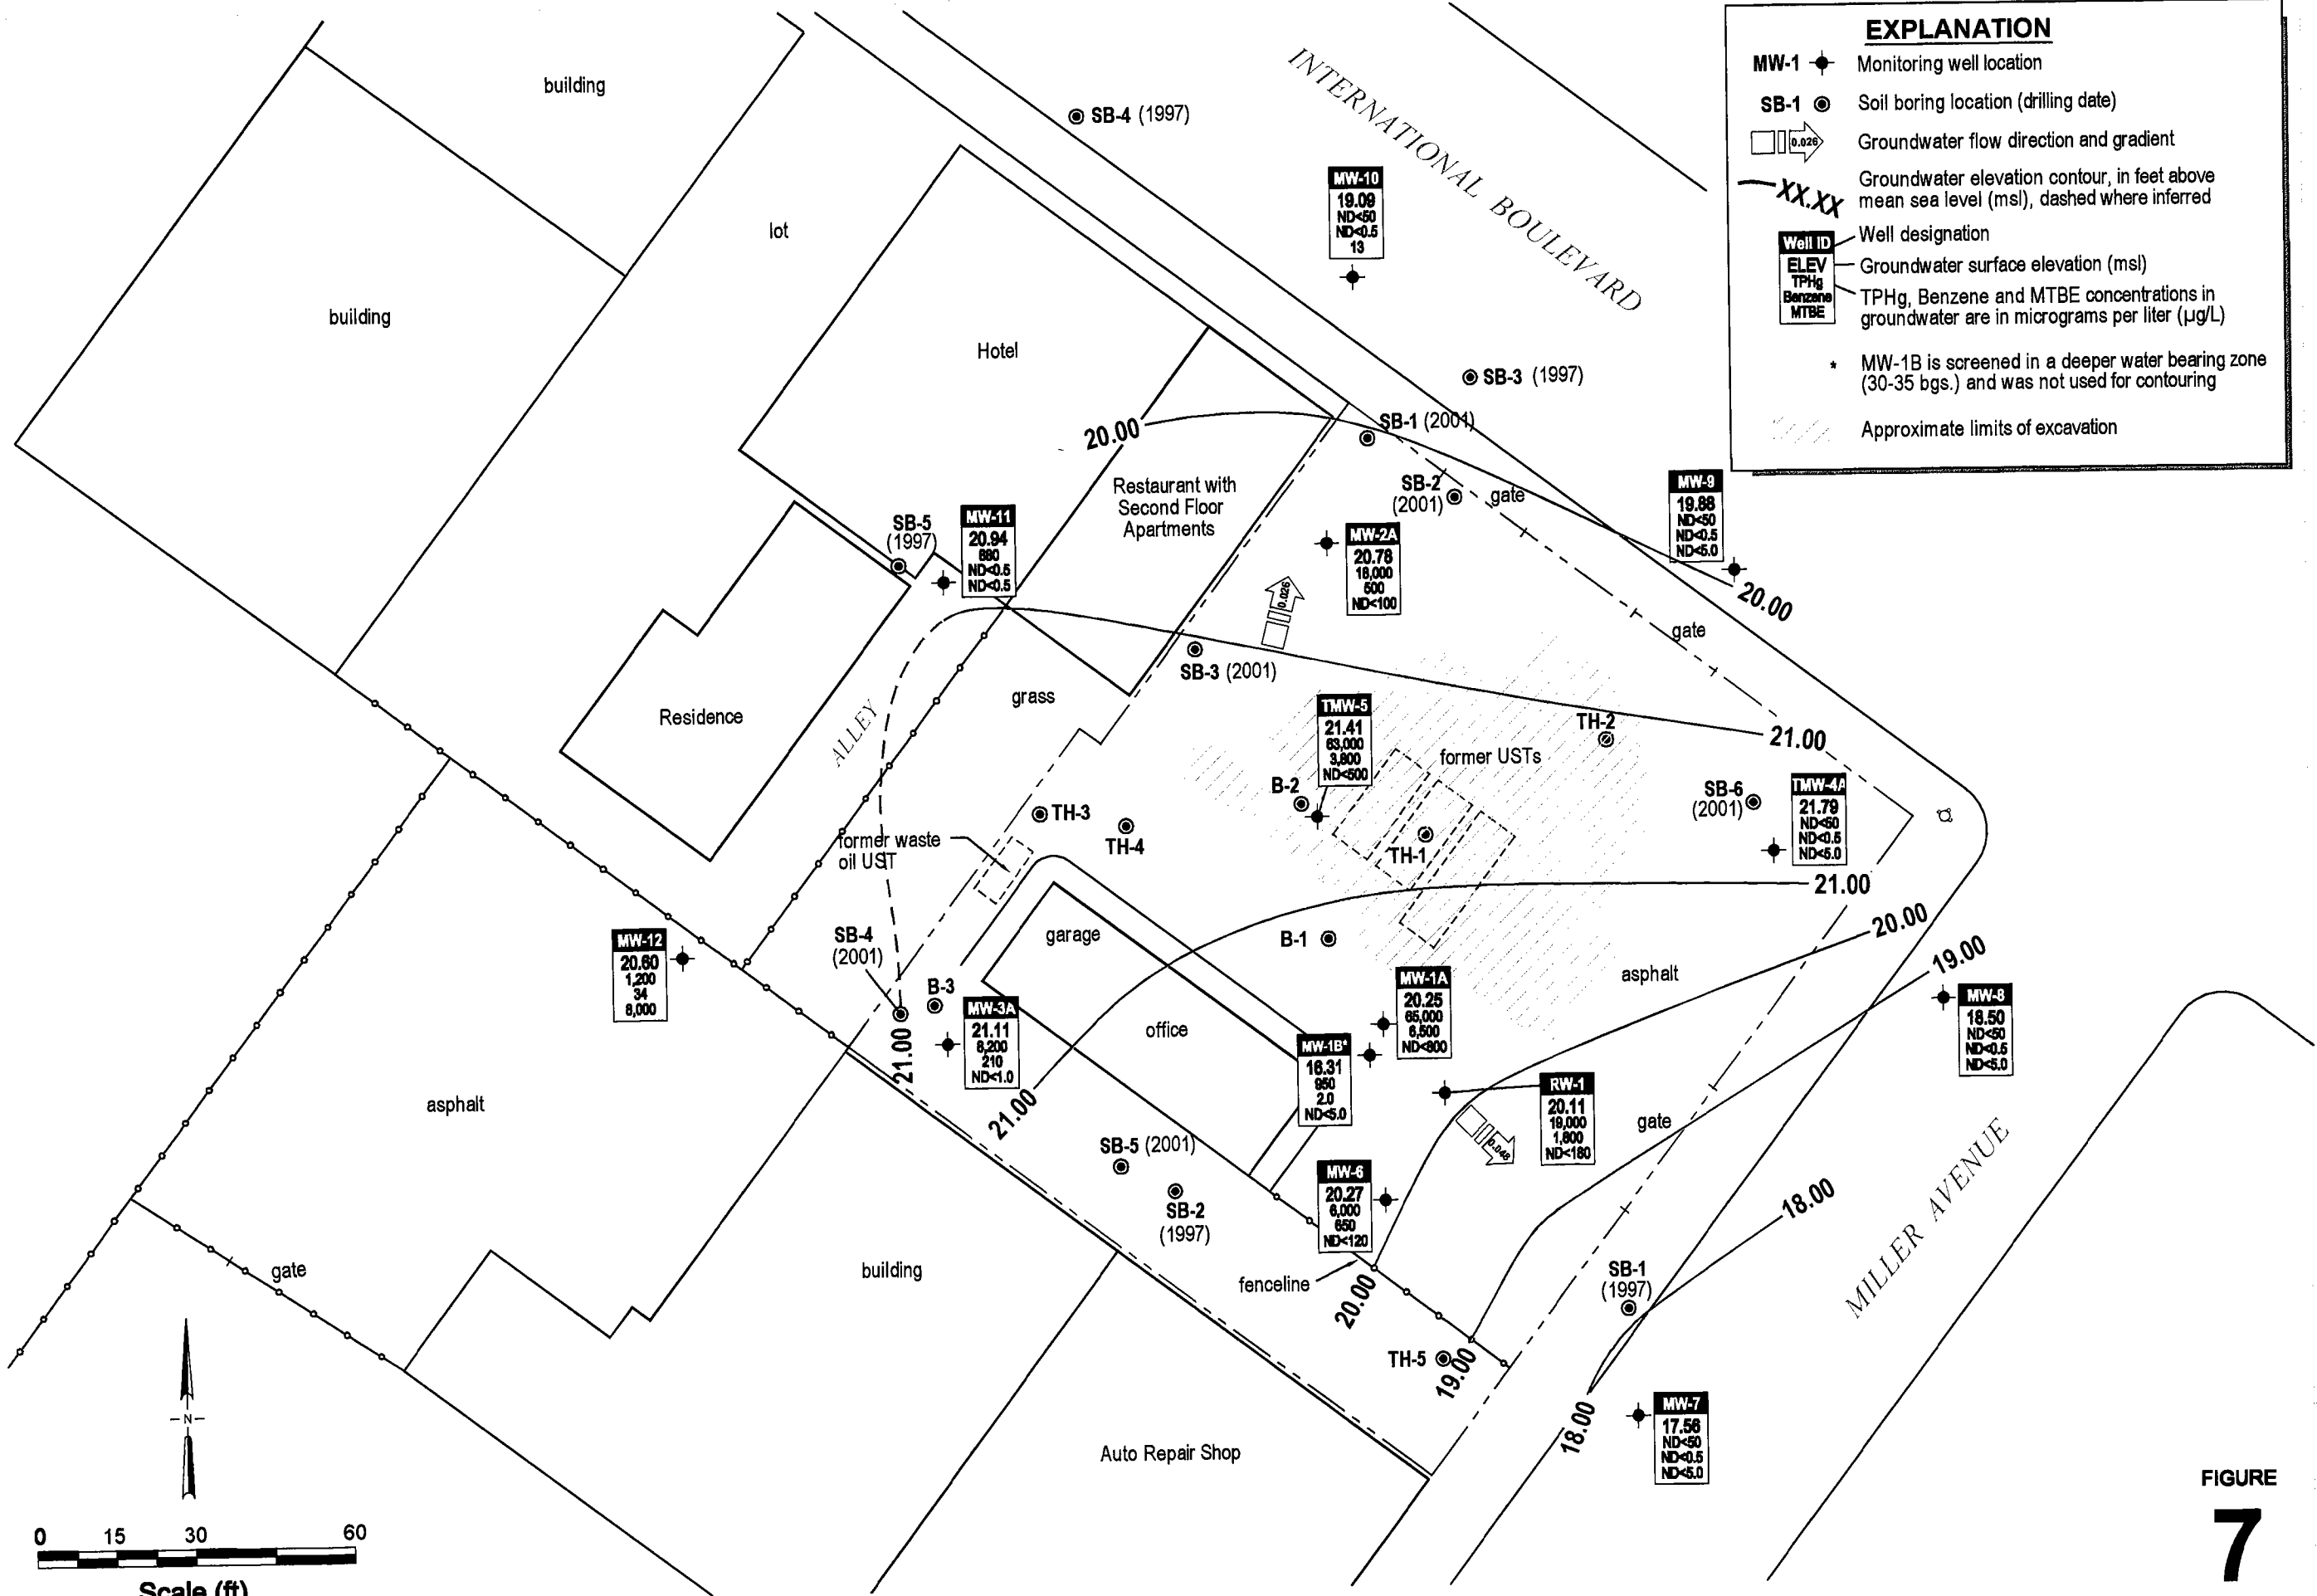 EXPLANATION
MW-1 Monitoring well location
SB-1 Soil boring location (drilling date)
0.026 Groundwater flow direction and gradient
XX.XX Groundwater elevation contour, in feet above
mean sea level (msl), dashed where inferred
Well ID Well designation
ELEV Groundwater surface elevation (msl)
TPHg
Benzene
MTBE
TPHg, Benzene and MTBE concentrations in
groundwater are in micrograms per liter (µg/L)
* MW-1B is screened in a deeper water bearing zone
(30-35 bgs.) and was not used for contouring
Approximate limits of excavation
building
SB-4 (1997)
INTERNATIONAL BOULEVARD
MW-10
19.09
ND<50
ND<0.5
13
lot
building
Hotel
SB-3 (1997)
20.00
SB-1 (2001)
SB-2
(2001)
gate
Restaurant with
Second Floor
Apartments
MW-9
19.88
ND<50
ND<0.5
ND<5.0
20.00
SB-5
(1997)
MW-11
20.94
ND<0.5
ND<0.5
MW-2A
20.78
500
ND<100
0.026
gate
SB-3 (2001)
grass
Residence
ALLEY
TMW-5
21.41
63,000
3,800
ND<500
TH-2
21.00
former USTs
B-2
SB-6
(2001)
TMW-4A
21.79
ND<50
ND<0.5
ND<5.0
TH-3
TH-4
TH-1
former waste
oil UST
21.00
20.00
19.00
garage
B-1
SB-4
(2001)
MW-12
20.60
1,200
34
8,000
B-3
MW-3A
21.11
8,200
210
ND<1.0
21.00
asphalt
MW-1A
20.25
65,000
6,500
ND<800
MW-8
18.50
ND<50
ND<0.5
ND<5.0
office
MW-1B*
16.31
950
2.0
ND<5.0
RW-1
20.11
19,000
1,800
ND<180
asphalt
21.00
0.048
gate
SB-5 (2001)
SB-2
(1997)
MW-6
20.27
6,000
650
ND<120
18.00
MILLER AVENUE
gate
building
fenceline
20.00
SB-1
(1997)
TH-5
19.00
18.00
MW-7
17.56
ND<50
ND<0.5
ND<5.0
N
Auto Repair Shop
FIGURE
7
0 15 30 60
Scale (ft)